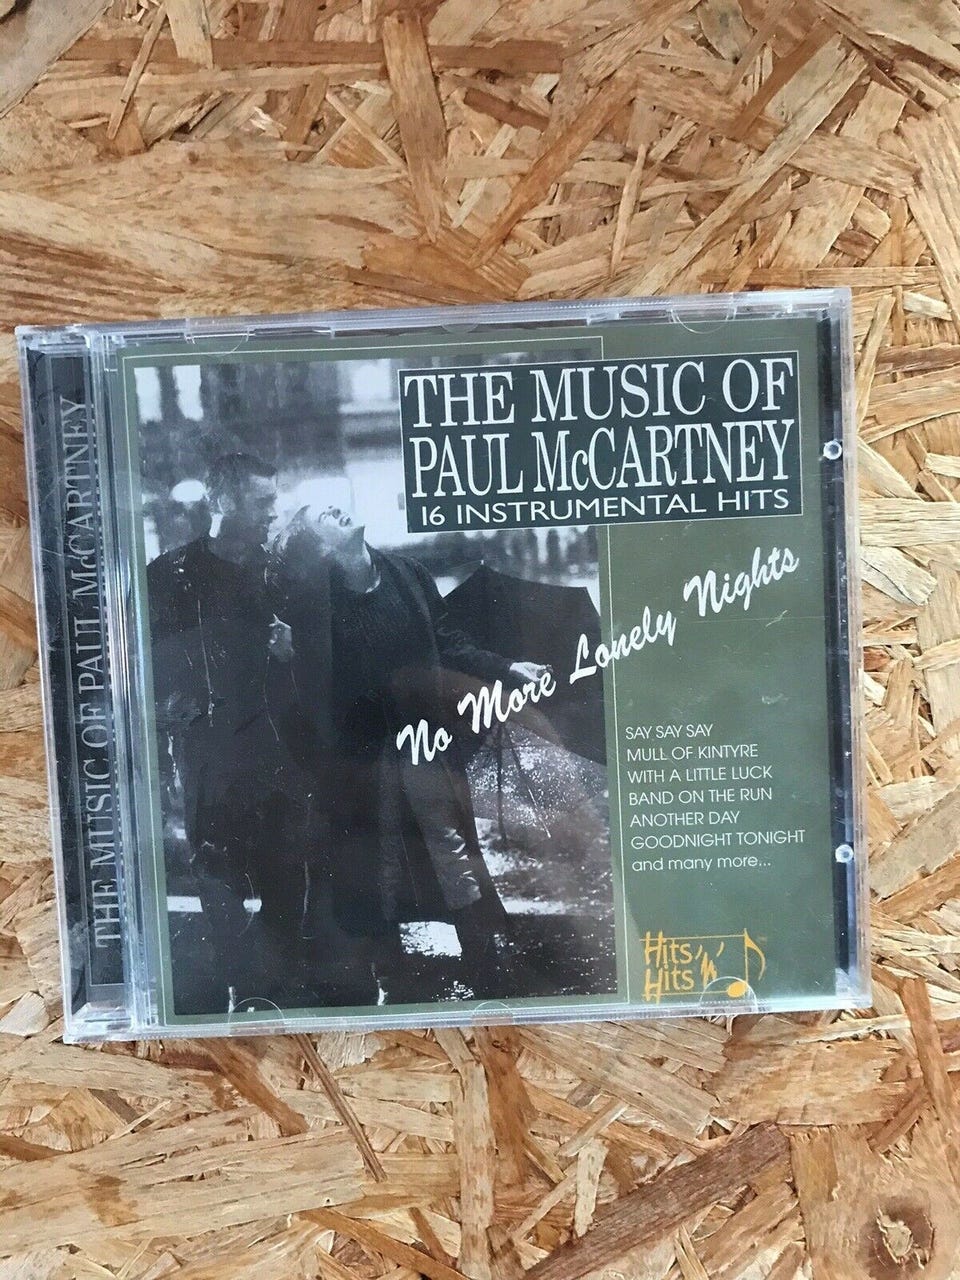 THE MUSIC OF PAUL McCARTNEY
THE MUSIC OF
PAUL McCARTNEY
16 INSTRUMENTAL HITS
No More Lonely Nights
SAY SAY SAY
MULL OF KINTYRE
WITH A LITTLE LUCK
BAND ON THE RUN
ANOTHER DAY
GOODNIGHT TONIGHT
and many more...
Hits 'n'
Hits